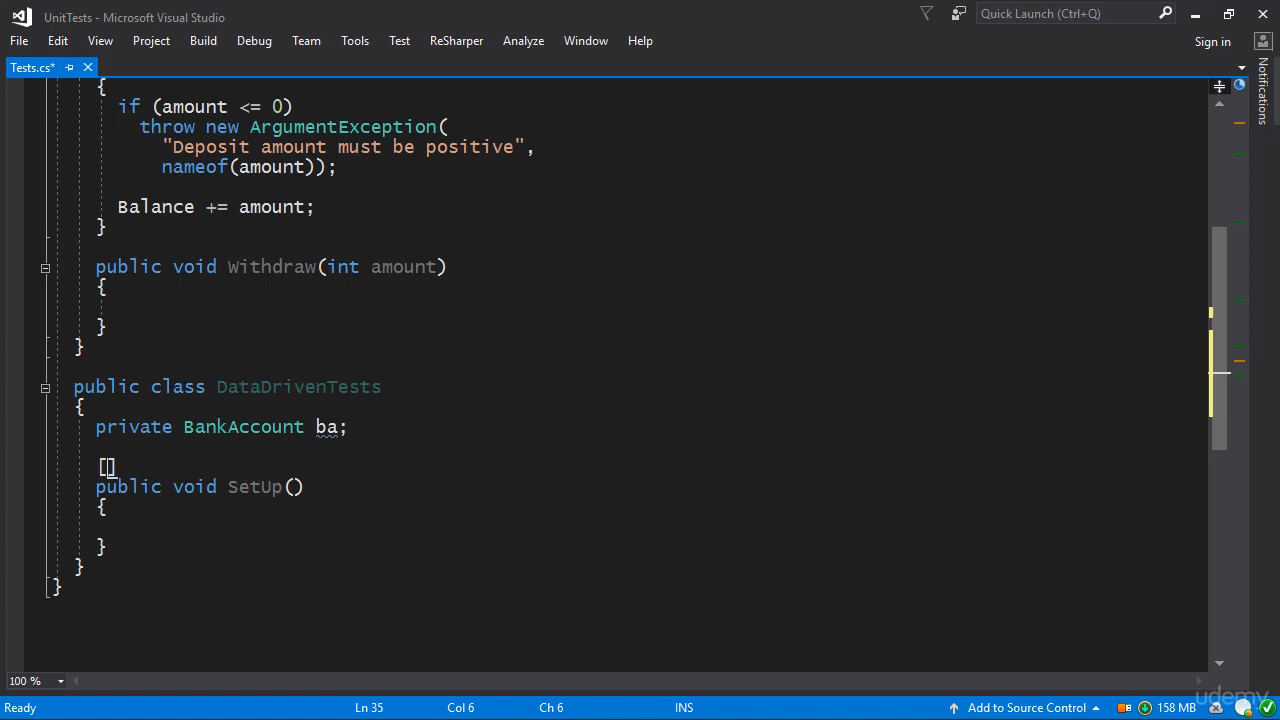 UnitTests - Microsoft Visual Studio
Quick Launch (Ctrl+Q)
File Edit View Project Build Debug Team Tools Test ReSharper Analyze Window Help
Sign in
Tests.cs*
Notifications
{
if (amount <= 0)
throw new ArgumentException(
"Deposit amount must be positive",
nameof(amount));
Balance += amount;
}
public void Withdraw(int amount)
{
}
}
public class DataDrivenTests
{
private BankAccount ba;
[]
public void SetUp()
{
}
}
}
100 %
udemy
Ready Ln 35 Col 6 Ch 6 INS Add to Source Control 158 MB